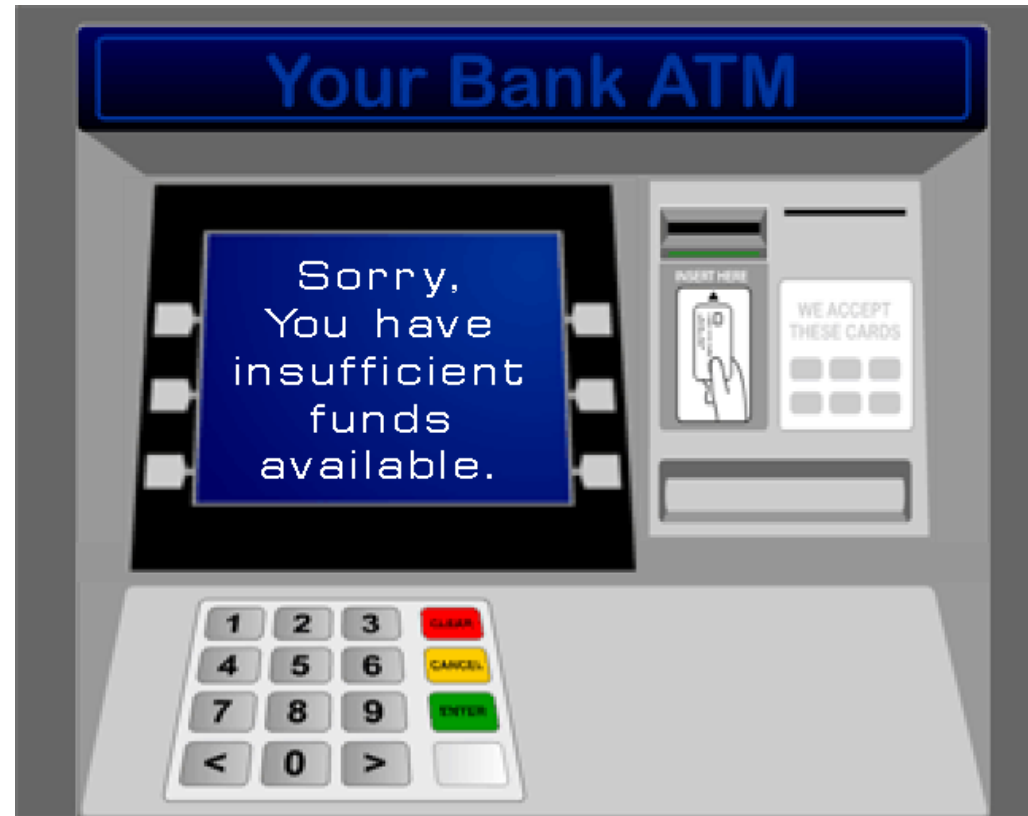 Your Bank ATM
Sorry,
You have
insufficient
funds
available.
INSERT HERE
WE ACCEPT
THESE CARDS
1 2 3 CLEAR
4 5 6 CANCEL
7 8 9 ENTER
< 0 >